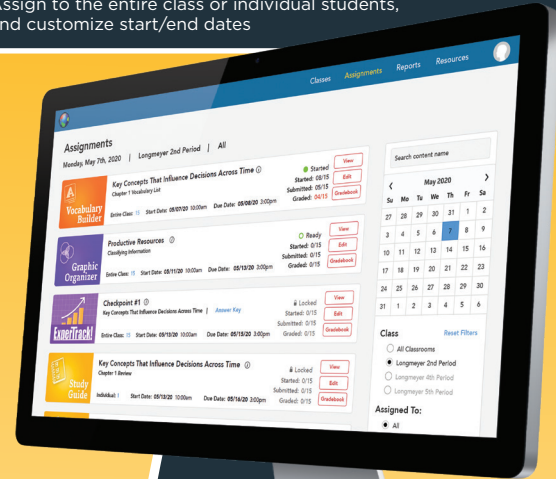 Assign to the entire class or individual students,
and customize start/end dates
Classes Assignments Reports Resources
Assignments
Monday, May 7th, 2020 | Longmeyer 2nd Period | All
Vocabulary
Builder
Key Concepts That Influence Decisions Across Time
Chapter 1 Vocabulary List
Entire Class: 15 Start Date: 05/07/20 10:00am Due Date: 05/08/20 3:00pm
Started
Started: 08/15
Submitted: 05/15
Graded: 04/15
View
Edit
Gradebook
Graphic
Organizer
Productive Resources
Classifying Information
Entire Class: 15 Start Date: 05/11/20 10:00am Due Date: 05/13/20 3:00pm
Ready
Started: 0/15
Submitted: 0/15
Graded: 0/15
View
Edit
Gradebook
ExperTrack!
Checkpoint #1
Key Concepts That Influence Decisions Across Time | Answer Key
Entire Class: 15 Start Date: 05/13/20 10:00am Due Date: 05/15/20 3:00pm
Locked
Started: 0/15
Submitted: 0/15
Graded: 0/15
View
Edit
Gradebook
Study
Guide
Key Concepts That Influence Decisions Across Time
Chapter 1 Review
Individual: 1 Start Date: 05/13/20 10:00am Due Date: 05/16/20 3:00pm
Locked
Started: 0/15
Submitted: 0/15
Graded: 0/15
View
Edit
Gradebook
Search content name
May 2020
Su Mo Tu We Th Fr Sa
27 28 29 30 31 1 2
3 4 5 6 7 8 9
10 11 12 13 14 15 16
17 18 19 20 21 22 23
24 25 26 27 28 29 30
31 1 2 3 4 5 6
Class Reset Filters
All Classrooms
Longmeyer 2nd Period
Longmeyer 4th Period
Longmeyer 5th Period
Assigned To:
All